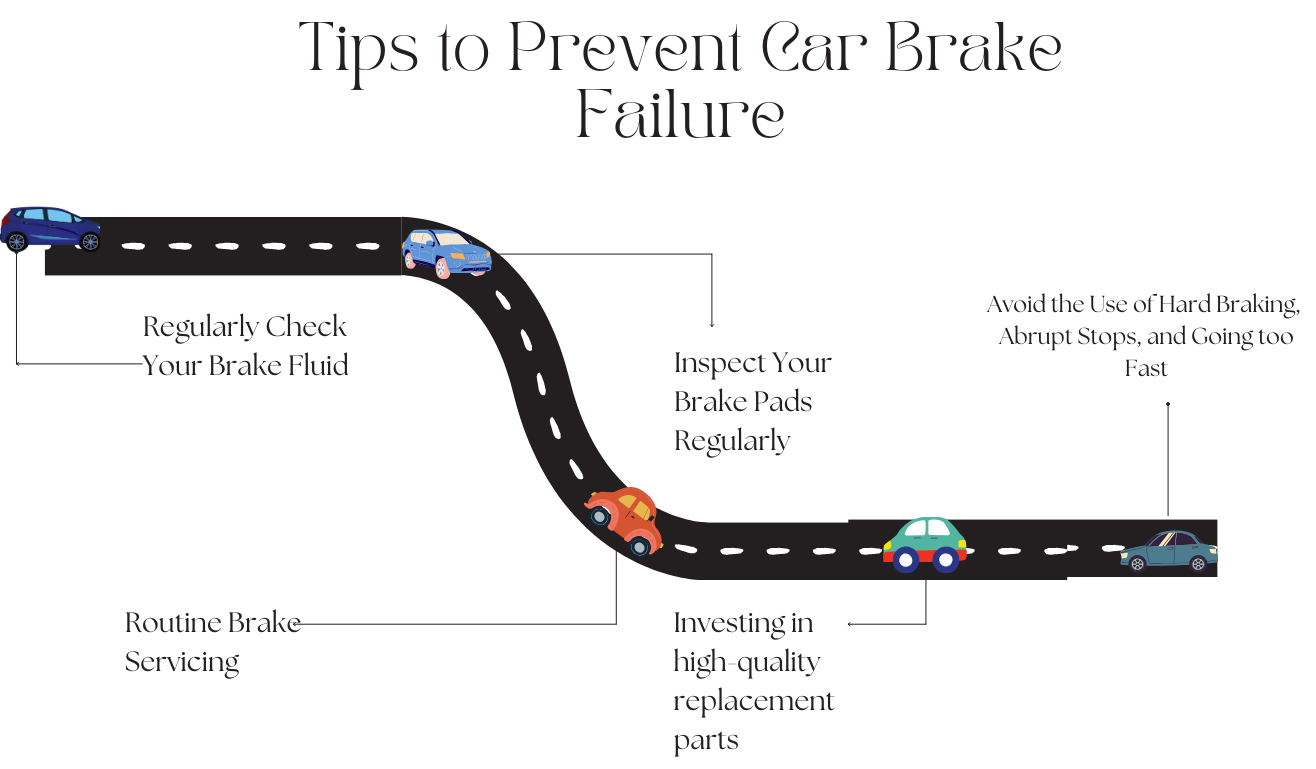 Tips to Prevent Car Brake
Failure
Regularly Check
Your Brake Fluid
Inspect Your
Brake Pads
Regularly
Avoid the Use of Hard Braking,
Abrupt Stops, and Going too
Fast
Routine Brake
Servicing
Investing in
high-quality
replacement
parts